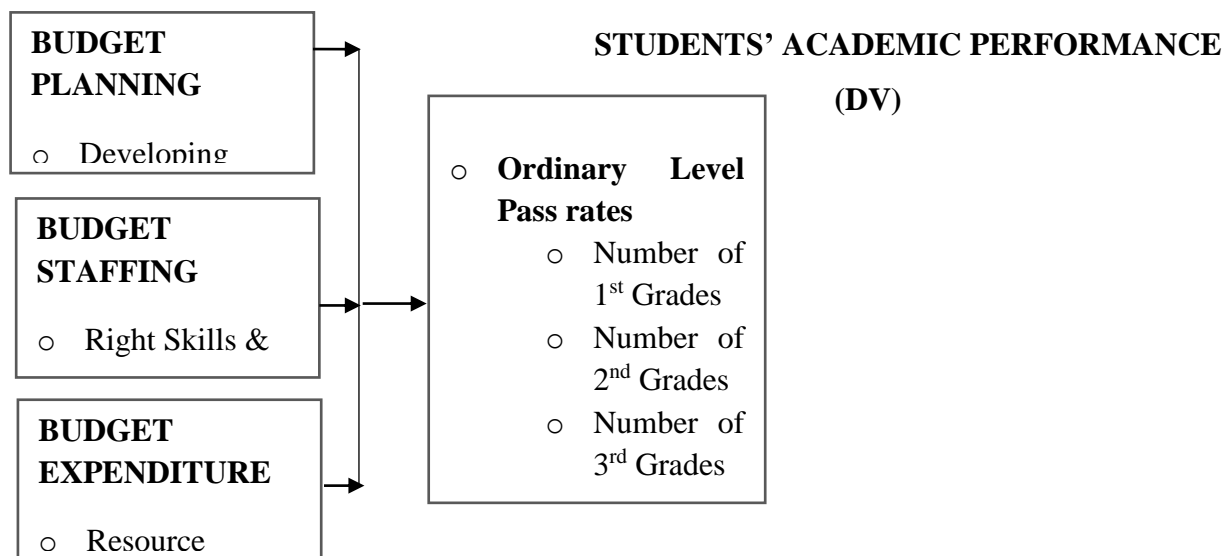 BUDGET
PLANNING
o Developing
BUDGET
STAFFING
o Right Skills &
BUDGET
EXPENDITURE
o Resource
STUDENTS’ ACADEMIC PERFORMANCE
(DV)
o Ordinary Level
Pass rates
o Number of
1st Grades
o Number of
2nd Grades
o Number of
3rd Grades